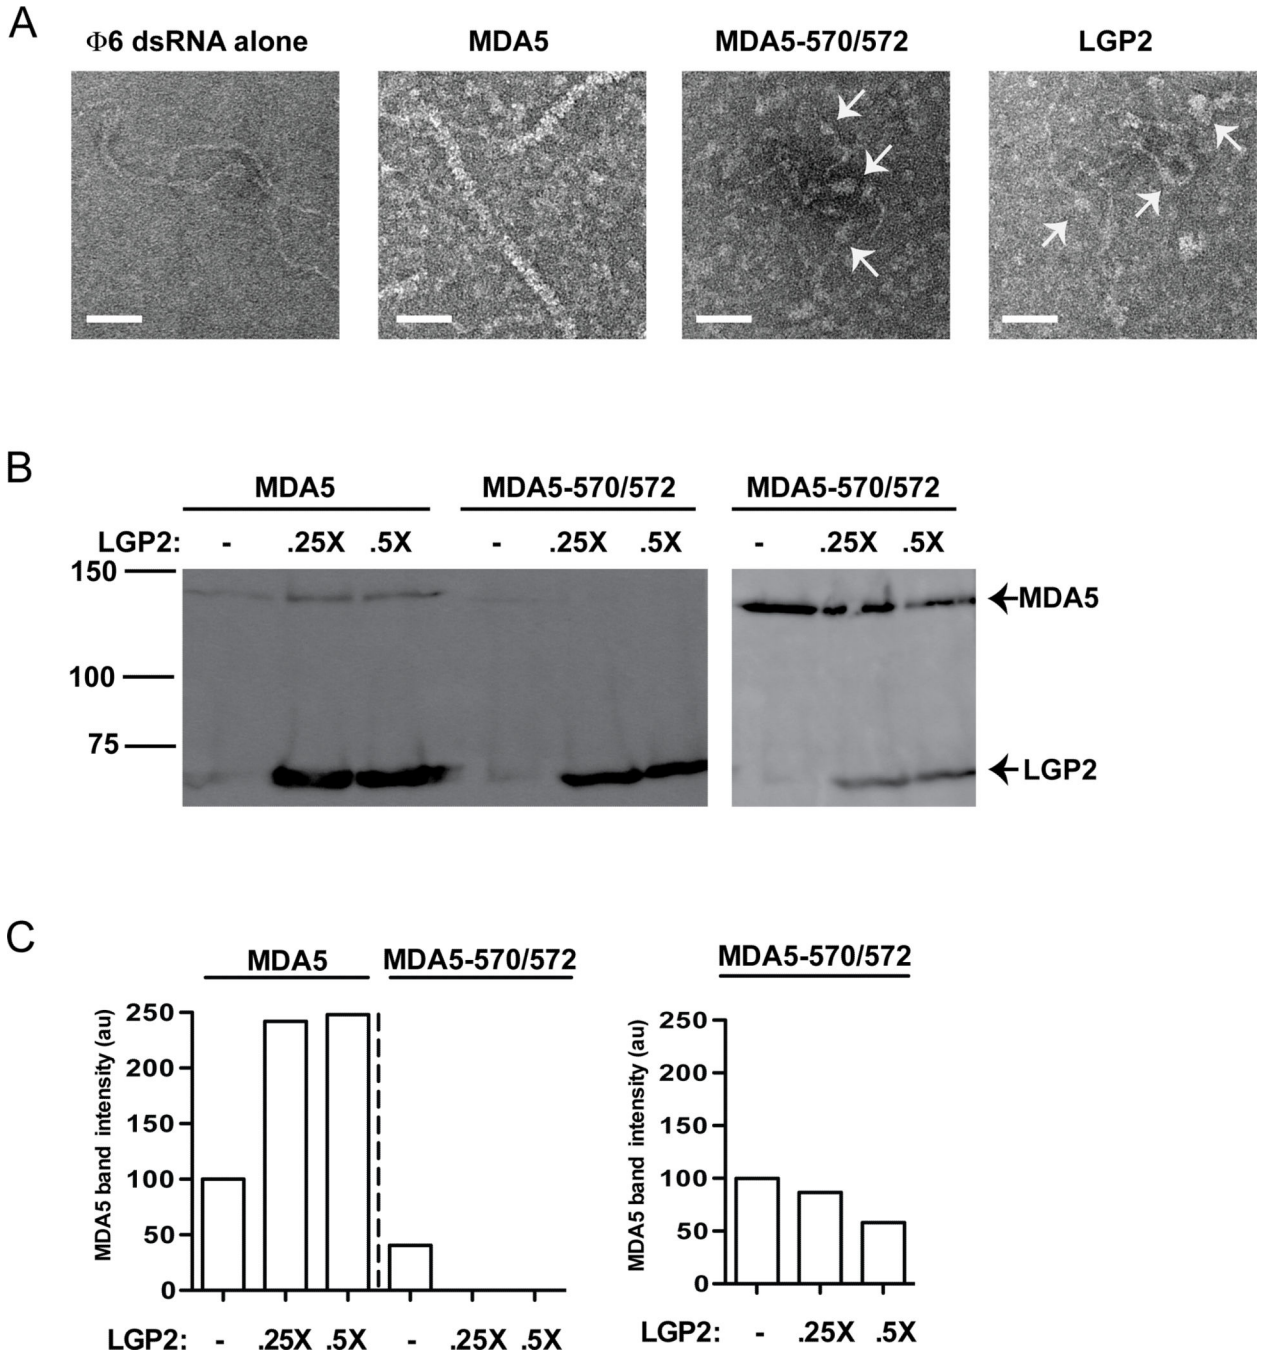 A
Φ6 dsRNA alone MDA5 MDA5-570/572 LGP2
B
MDA5 MDA5-570/572 MDA5-570/572
LGP2: - .25X .5X - .25X .5X - .25X .5X
150
MDA5
100
75
LGP2
C
MDA5 MDA5-570/572 MDA5-570/572
MDA5 band intensity (au)
250
200
150
100
50
0
LGP2: - .25X .5X - .25X .5X
MDA5 band intensity (au)
250
200
150
100
50
0
LGP2: - .25X .5X